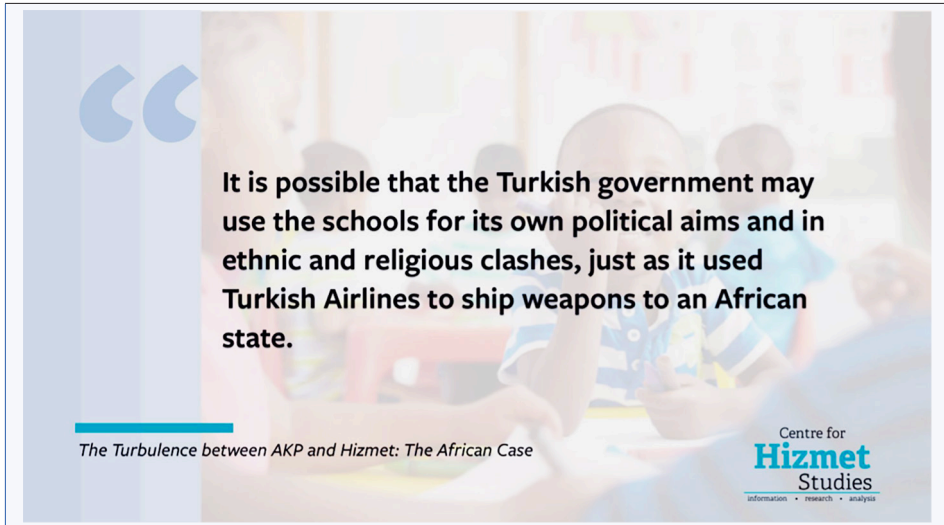 It is possible that the Turkish government may
use the schools for its own political aims and in
ethnic and religious clashes, just as it used
Turkish Airlines to ship weapons to an African
state.
The Turbulence between AKP and Hizmet: The African Case
Centre for
Hizmet
Studies
information • research • analysis